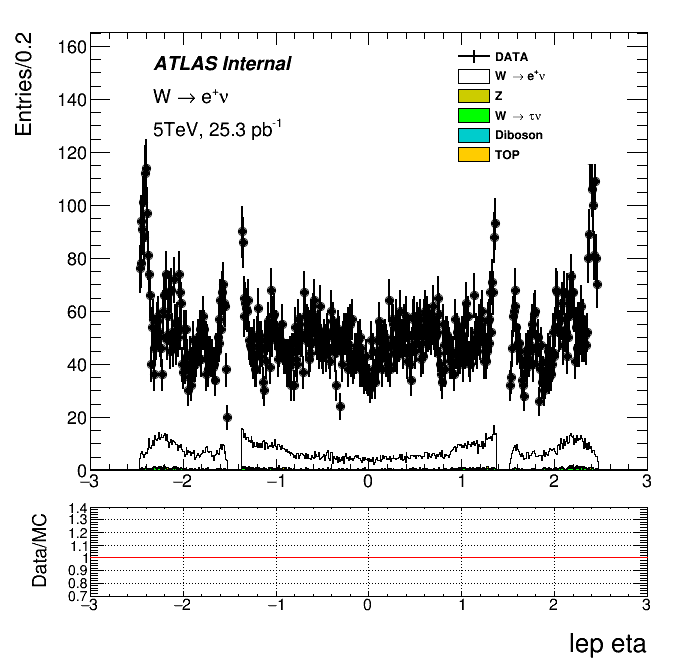 Entries/0.2
160
140
120
100
80
60
40
20
0
ATLAS Internal
W → e⁺ν
5TeV, 25.3 pb⁻¹
DATA
W → e⁺ν
Z
W → τν
Diboson
TOP
−3 −2 −1 0 1 2 3
Data/MC
1.4
1.3
1.2
1.1
1
0.9
0.8
0.7
−3 −2 −1 0 1 2 3
lep eta